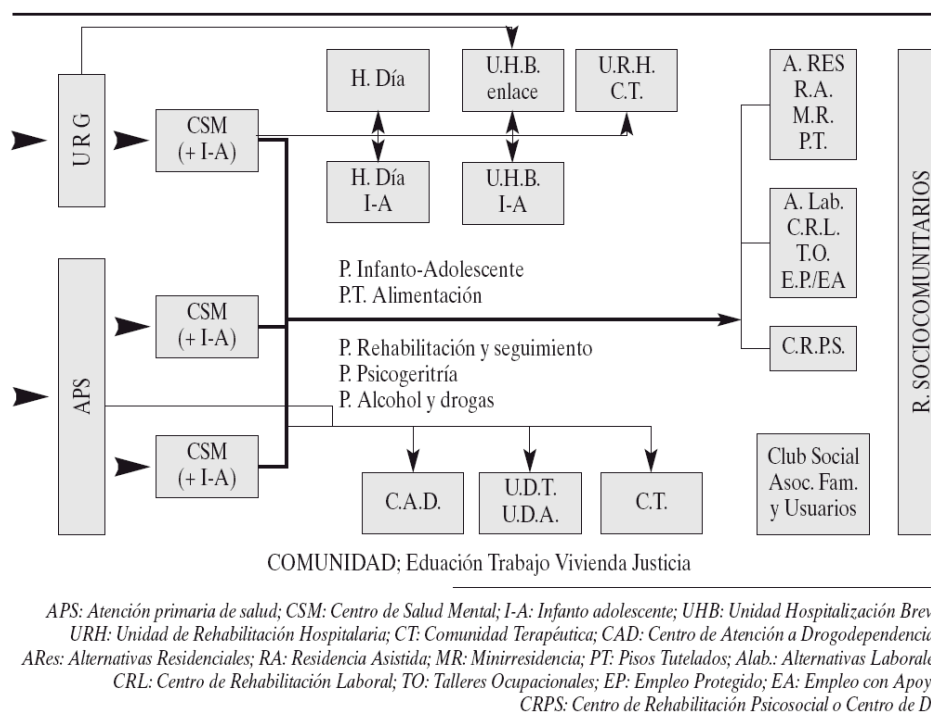 URG
CSM
(+ I-A)
H. Día
H. Día
I-A
U.H.B.
enlace
U.H.B.
I-A
U.R.H.
C.T.
A. RES
R.A.
M.R.
P.T.
A. Lab.
C.R.L.
T.O.
E.P./EA
C.R.P.S.
R. SOCIOCOMUNITARIOS
P. Infanto-Adolescente
P.T. Alimentación
APS
CSM
(+ I-A)
P. Rehabilitación y seguimiento
P. Psicogeritría
P. Alcohol y drogas
CSM
(+ I-A)
C.A.D.
U.D.T.
U.D.A.
C.T.
Club Social
Asoc. Fam.
y Usuarios
COMUNIDAD; Eduación Trabajo Vivienda Justicia
APS: Atención primaria de salud; CSM: Centro de Salud Mental; I-A: Infanto adolescente; UHB: Unidad Hospitalización Brev
URH: Unidad de Rehabilitación Hospitalaria; CT: Comunidad Terapéutica; CAD: Centro de Atención a Drogodependencia
ARes: Alternativas Residenciales; RA: Residencia Asistida; MR: Minirresidencia; PT: Pisos Tutelados; Alab.: Alternativas Laborale
CRL: Centro de Rehabilitación Laboral; TO: Talleres Ocupacionales; EP: Empleo Protegido; EA: Empleo con Apoy
CRPS: Centro de Rehabilitación Psicosocial o Centro de D